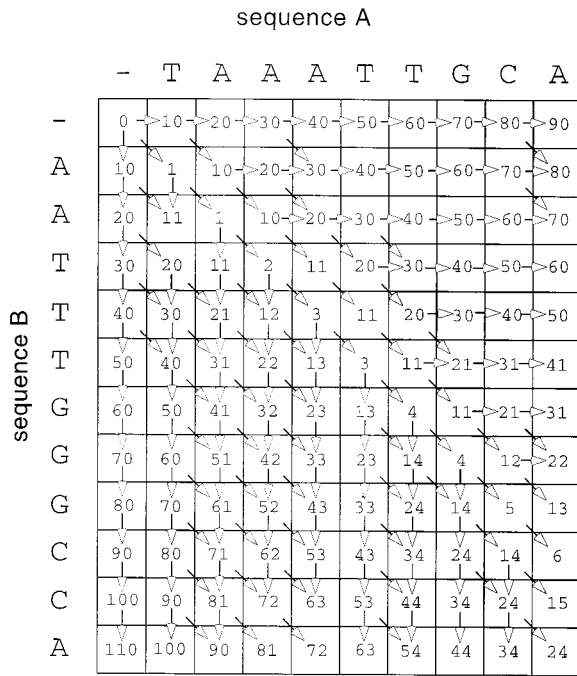 sequence A
- T A A A T T G C A
- 0 10 20 30 40 50 60 70 80 90
A 10 1 10 20 30 40 50 60 70 80
A 20 11 1 10 20 30 40 50 60 70
T 30 20 11 2 11 20 30 40 50 60
T 40 30 21 12 3 11 20 30 40 50
T 50 40 31 22 13 3 11 21 31 41
G 60 50 41 32 23 13 4 11 21 31
G 70 60 51 42 33 23 14 4 12 22
G 80 70 61 52 43 33 24 14 5 13
C 90 80 71 62 53 43 34 24 14 6
C 100 90 81 72 63 53 44 34 24 15
A 110 100 90 81 72 63 54 44 34 24
sequence B